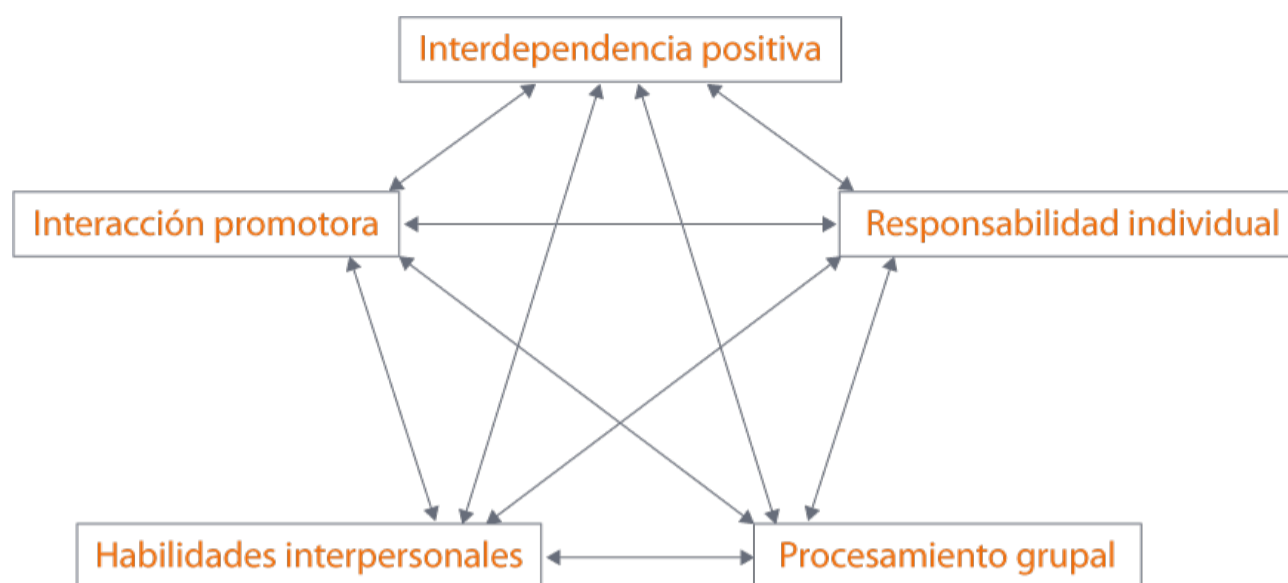 Interdependencia positiva
Interacción promotora
Responsabilidad individual
Habilidades interpersonales
Procesamiento grupal